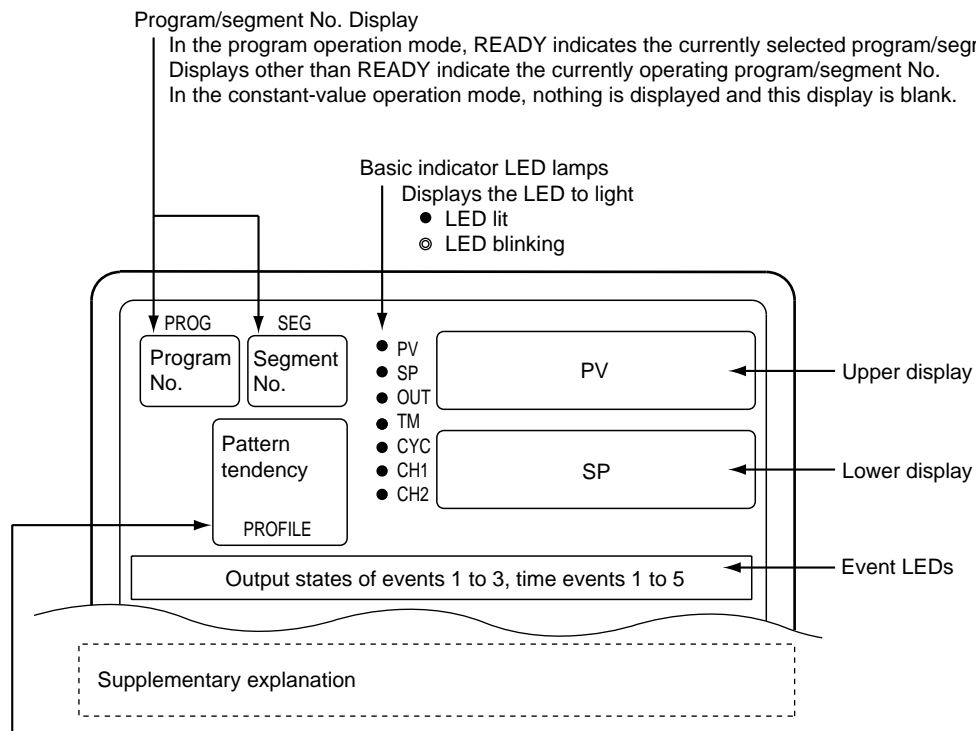 Program/segment No. Display
In the program operation mode, READY indicates the currently selected program/
Displays other than READY indicate the currently operating program/segment No.
In the constant-value operation mode, nothing is displayed and this display is blank.
Basic indicator LED lamps
Displays the LED to light
● LED lit
◎ LED blinking
PROG
SEG
Program
No.
Segment
No.
PV
SP
OUT
TM
CYC
CH1
CH2
PV
Upper display
Pattern
tendency
PROFILE
SP
Lower display
Output states of events 1 to 3, time events 1 to 5
Event LEDs
Supplementary explanation